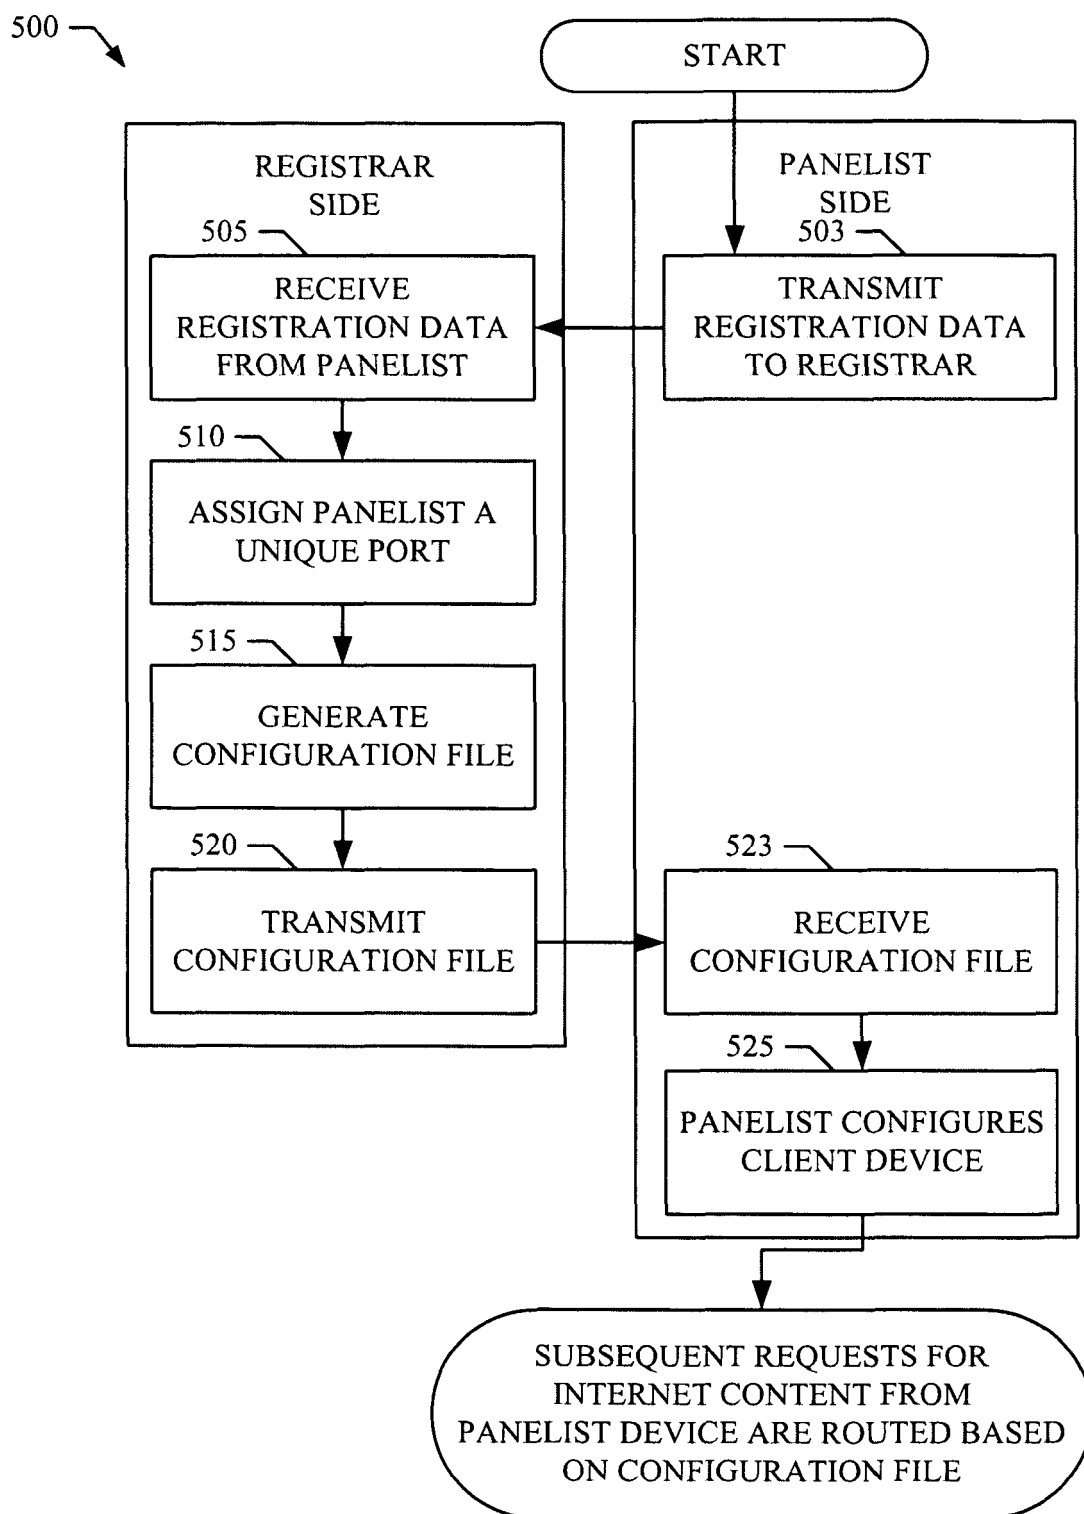 500
START
REGISTRAR
SIDE
PANELIST
SIDE
505
RECEIVE
REGISTRATION DATA
FROM PANELIST
503
TRANSMIT
REGISTRATION DATA
TO REGISTRAR
510
ASSIGN PANELIST A
UNIQUE PORT
515
GENERATE
CONFIGURATION FILE
520
TRANSMIT
CONFIGURATION FILE
523
RECEIVE
CONFIGURATION FILE
525
PANELIST CONFIGURES
CLIENT DEVICE
SUBSEQUENT REQUESTS FOR
INTERNET CONTENT FROM
PANELIST DEVICE ARE ROUTED BASED
ON CONFIGURATION FILE